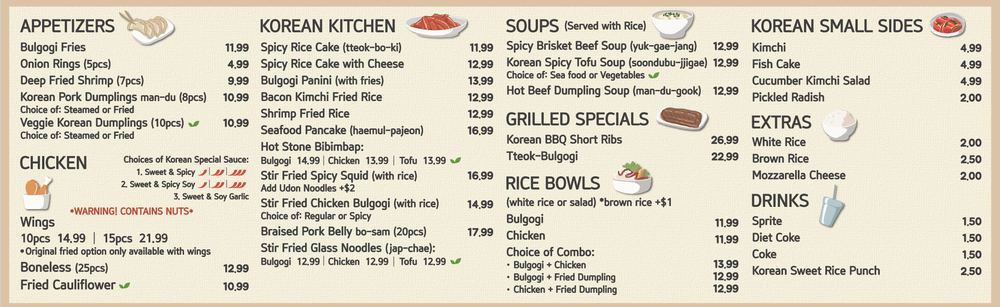 APPETIZERS
Bulgogi Fries 11,99
Onion Rings (5pcs) 4,99
Deep Fried Shrimp (7pcs) 9,99
Korean Pork Dumplings man-du (8pcs) 10,99
Choice of: Steamed or Fried
Veggie Korean Dumplings (10pcs) 10,99
Choice of: Steamed or Fried
CHICKEN
Choices of Korean Special Sauce:
1, Sweet & Spicy
2, Sweet & Spicy Soy
3, Sweet & Soy Garlic
*WARNING! CONTAINS NUTS*
Wings
10pcs 14,99 | 15pcs 21.99
*Original fried option only available with wings
Boneless (25pcs) 12,99
Fried Cauliflower 10,99
KOREAN KITCHEN
Spicy Rice Cake (tteok-bo-ki) 11,99
Spicy Rice Cake with Cheese 12,99
Bulgogi Panini (with fries) 13,99
Bacon Kimchi Fried Rice 12,99
Shrimp Fried Rice 12,99
Seafood Pancake (haemul-pajeon) 16,99
Hot Stone Bibimbap:
Bulgogi 14,99 | Chicken 13,99 | Tofu 13,99
Stir Fried Spicy Squid (with rice) 16,99
Add Udon Noodles +$2
Stir Fried Chicken Bulgogi (with rice) 14,99
Choice of: Regular or Spicy
Braised Pork Belly bo-sam (20pcs) 17,99
Stir Fried Glass Noodles (jap-chae):
Bulgogi 12,99 | Chicken 12,99 | Tofu 12,99
SOUPS (Served with Rice)
Spicy Brisket Beef Soup (yuk-gae-jang) 12,99
Korean Spicy Tofu Soup (soondubu-jjigae) 12,99
Choice of: Sea food or Vegetables
Hot Beef Dumpling Soup (man-du-gook) 12,99
GRILLED SPECIALS
Korean BBQ Short Ribs 26,99
Tteok-Bulgogi 22,99
RICE BOWLS
(white rice or salad) *brown rice +$1
Bulgogi 11,99
Chicken 11,99
Choice of Combo:
• Bulgogi + Chicken 13,99
• Bulgogi + Fried Dumpling 12,99
• Chicken + Fried Dumpling 12,99
KOREAN SMALL SIDES
Kimchi 4,99
Fish Cake 4,99
Cucumber Kimchi Salad 4,99
Pickled Radish 2,00
EXTRAS
White Rice 2,00
Brown Rice 2,50
Mozzarella Cheese 2,00
DRINKS
Sprite 1,50
Diet Coke 1,50
Coke 1,50
Korean Sweet Rice Punch 2,50